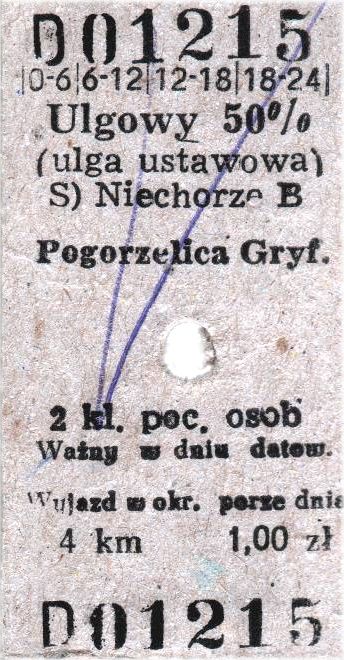 D01215
|0-6|6-12|12-18|18-24|
Ulgowy 50%
(ulga ustawowa)
S) Niechorze B
Pogorzelica Gryf.
2 kl. poc. osob
Ważny w dniu datow.
Wyjazd w okr. porze dnia
4 km 1,00 zł
D01215